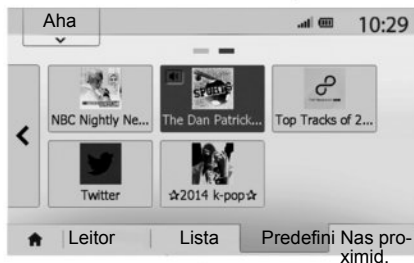 Aha
10:29
NBC Nightly Ne...
The Dan Patrick...
Top Tracks of 2...
Twitter
☆2014 k-pop☆
Leitor
Lista
Predefini
Nas pro-
ximid.